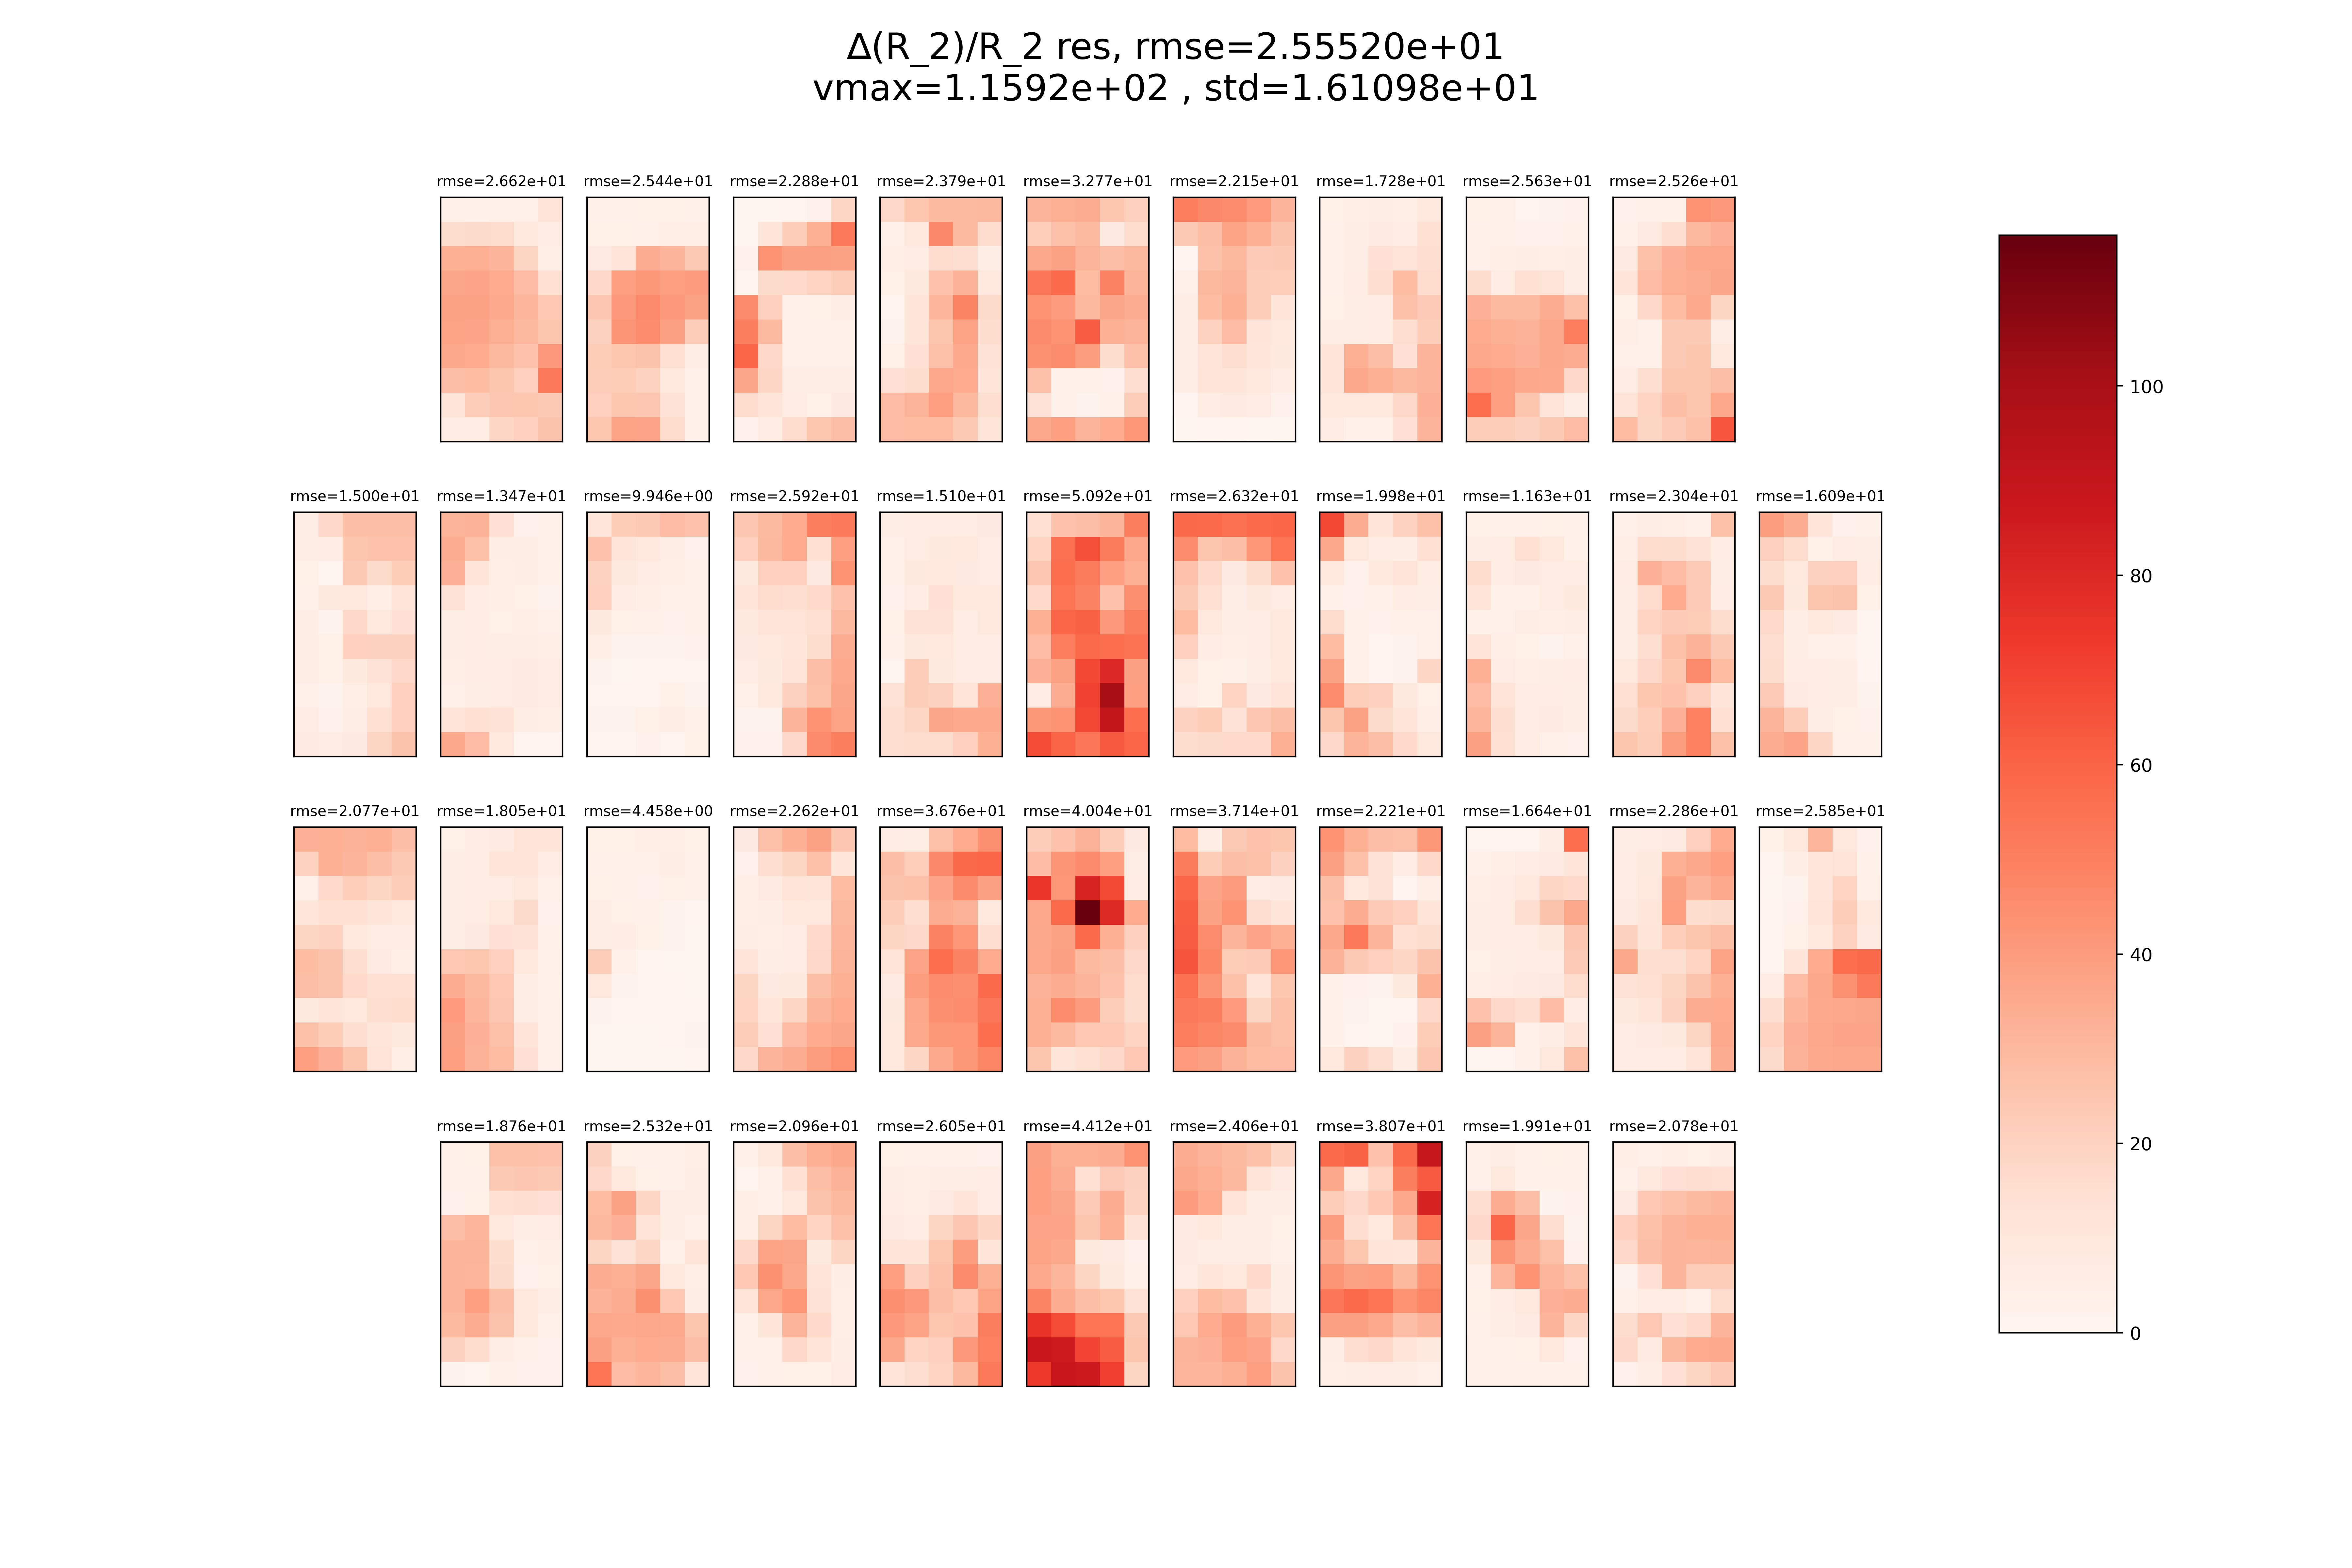 Δ(R_2)/R_2 res, rmse=2.55520e+01
vmax=1.1592e+02 , std=1.61098e+01
rmse=2.662e+01 rmse=2.544e+01 rmse=2.288e+01 rmse=2.379e+01 rmse=3.277e+01 rmse=2.215e+01 rmse=1.728e+01 rmse=2.563e+01 rmse=2.526e+01
rmse=1.500e+01 rmse=1.347e+01 rmse=9.946e+00 rmse=2.592e+01 rmse=1.510e+01 rmse=5.092e+01 rmse=2.632e+01 rmse=1.998e+01 rmse=1.163e+01 rmse=2.304e+01 rmse=1.609e+01
rmse=2.077e+01 rmse=1.805e+01 rmse=4.458e+00 rmse=2.262e+01 rmse=3.676e+01 rmse=4.004e+01 rmse=3.714e+01 rmse=2.221e+01 rmse=1.664e+01 rmse=2.286e+01 rmse=2.585e+01
rmse=1.876e+01 rmse=2.532e+01 rmse=2.096e+01 rmse=2.605e+01 rmse=4.412e+01 rmse=2.406e+01 rmse=3.807e+01 rmse=1.991e+01 rmse=2.078e+01
100
80
60
40
20
0